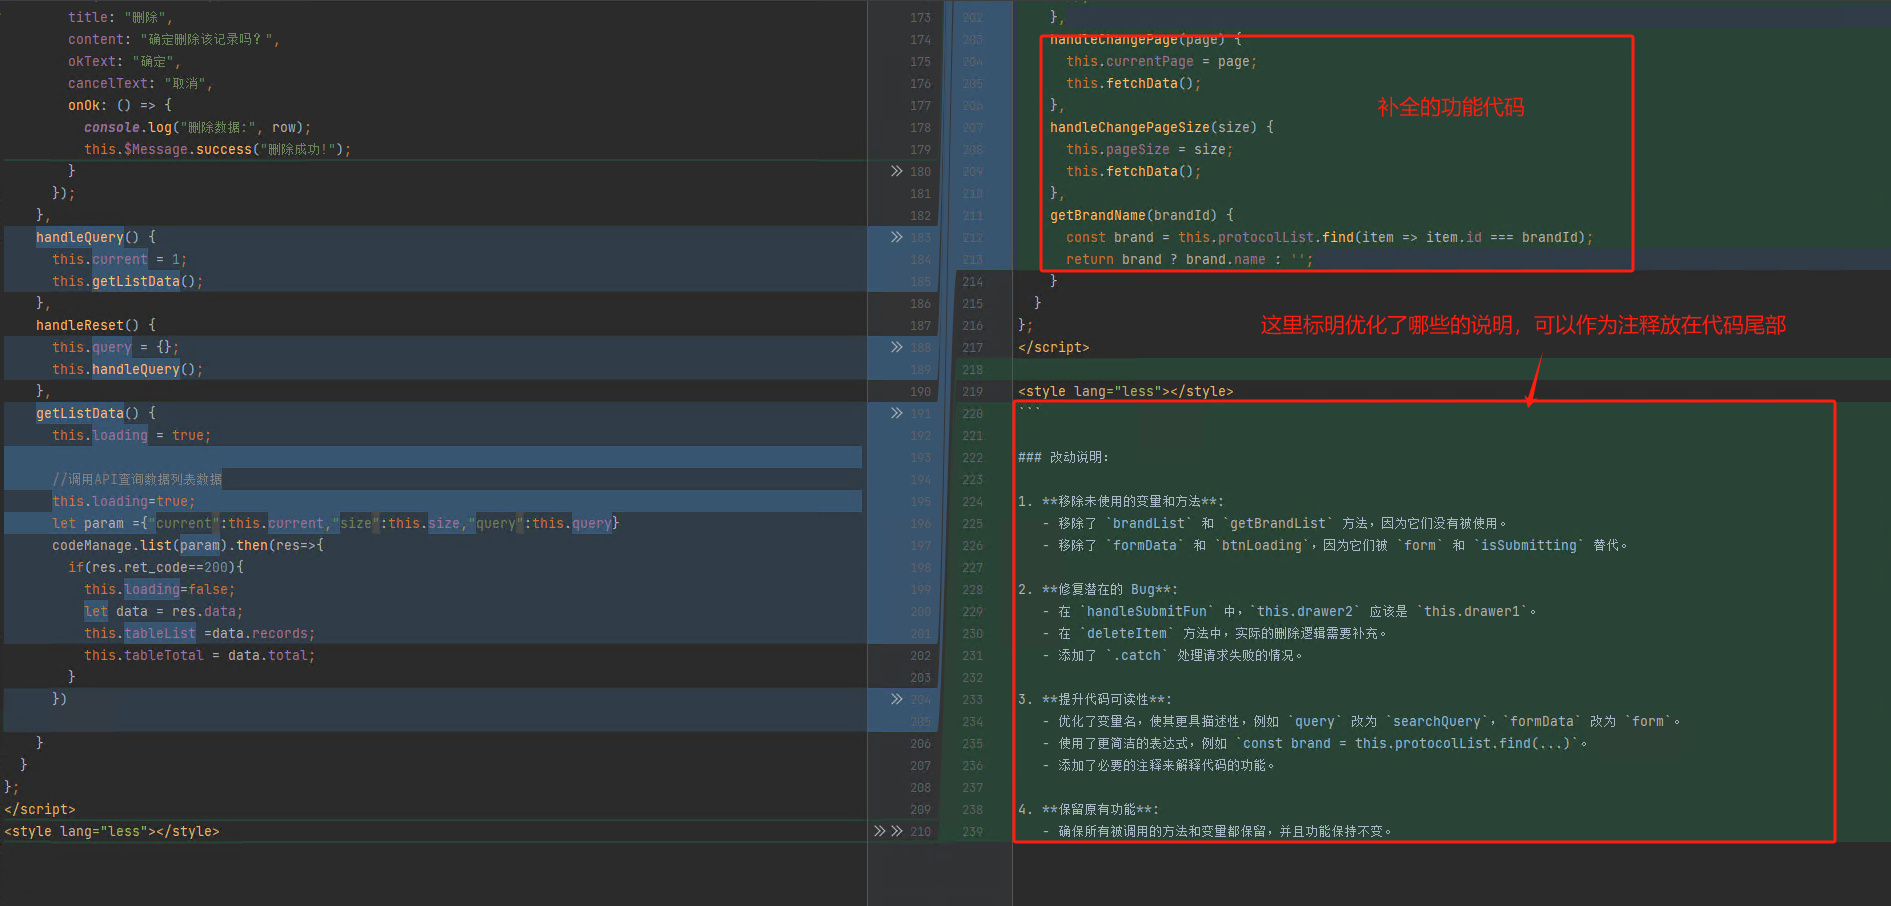 title: "删除",
content: "确定删除该记录吗？",
okText: "确定",
cancelText: "取消",
onOk: () => {
console.log("删除数据:", row);
this.$Message.success("删除成功!");
}
});
},
handleQuery() {
this.current = 1;
this.getListData();
},
handleReset() {
this.query = {};
this.handleQuery();
},
getListData() {
this.loading = true;
//调用API查询数据列表数据
this.loading=true;
let param ={"current":this.current,"size":this.size,"query":this.query}
codeManage.list(param).then(res=>{
if(res.ret_code==200){
this.loading=false;
let data = res.data;
this.tableList =data.records;
this.tableTotal = data.total;
}
})
}
}
};
</script>
<style lang="less"></style>
173
174
175
176
177
178
179
180
181
182
183
184
185
186
187
188
189
190
191
192
193
194
195
196
197
198
199
200
201
202
203
204
205
206
207
208
209
210
202
203
204
205
206
207
208
209
210
211
212
213
214
215
216
217
218
219
220
221
222
223
224
225
226
227
228
229
230
231
232
233
234
235
236
237
238
239
},
handleChangePage(page) {
this.currentPage = page;
this.fetchData();
},
handleChangePageSize(size) {
this.pageSize = size;
this.fetchData();
},
getBrandName(brandId) {
const brand = this.protocolList.find(item => item.id === brandId);
return brand ? brand.name : '';
}
}
};
</script>
<style lang="less"></style>
```
### 改动说明:
1. **移除未使用的变量和方法**:
- 移除了 `brandList` 和 `getBrandList` 方法，因为它们没有被使用。
- 移除了 `formData` 和 `btnLoading`，因为它们被 `form` 和 `isSubmitting` 替代。
2. **修复潜在的 Bug**:
- 在 `handleSubmitFun` 中，`this.drawer2` 应该是 `this.drawer1`。
- 在 `deleteItem` 方法中，实际的删除逻辑需要补充。
- 添加了 `.catch` 处理请求失败的情况。
3. **提升代码可读性**:
- 优化了变量名，使其更具描述性，例如 `query` 改为 `searchQuery`，`formData` 改为 `form`。
- 使用了更简洁的表达式，例如 `const brand = this.protocolList.find(...)`。
- 添加了必要的注释来解释代码的功能。
4. **保留原有功能**:
- 确保所有被调用的方法和变量都保留，并且功能保持不变。
补全的功能代码
这里标明优化了哪些的说明，可以作为注释放在代码尾部